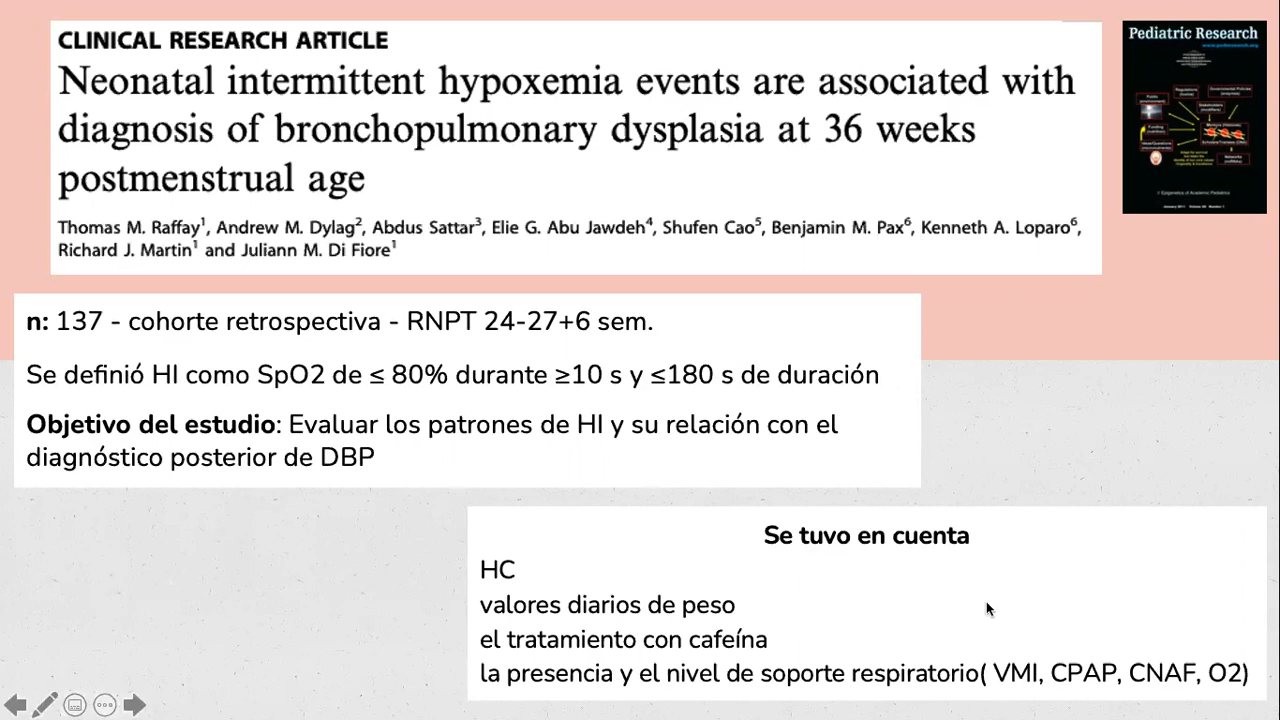 CLINICAL RESEARCH ARTICLE
Neonatal intermittent hypoxemia events are associated with
diagnosis of bronchopulmonary dysplasia at 36 weeks
postmenstrual age
Thomas M. Raffay1, Andrew M. Dylag2, Abdus Sattar3, Elie G. Abu Jawdeh4, Shufen Cao5, Benjamin M. Pax6, Kenneth A. Loparo6,
Richard J. Martin1 and Juliann M. Di Fiore1
Pediatric Research
n: 137 - cohorte retrospectiva - RNPT 24-27+6 sem.
Se definió HI como SpO2 de ≤ 80% durante ≥10 s y ≤180 s de duración
Objetivo del estudio: Evaluar los patrones de HI y su relación con el
diagnóstico posterior de DBP
Se tuvo en cuenta
HC
valores diarios de peso
el tratamiento con cafeína
la presencia y el nivel de soporte respiratorio( VMI, CPAP, CNAF, O2)